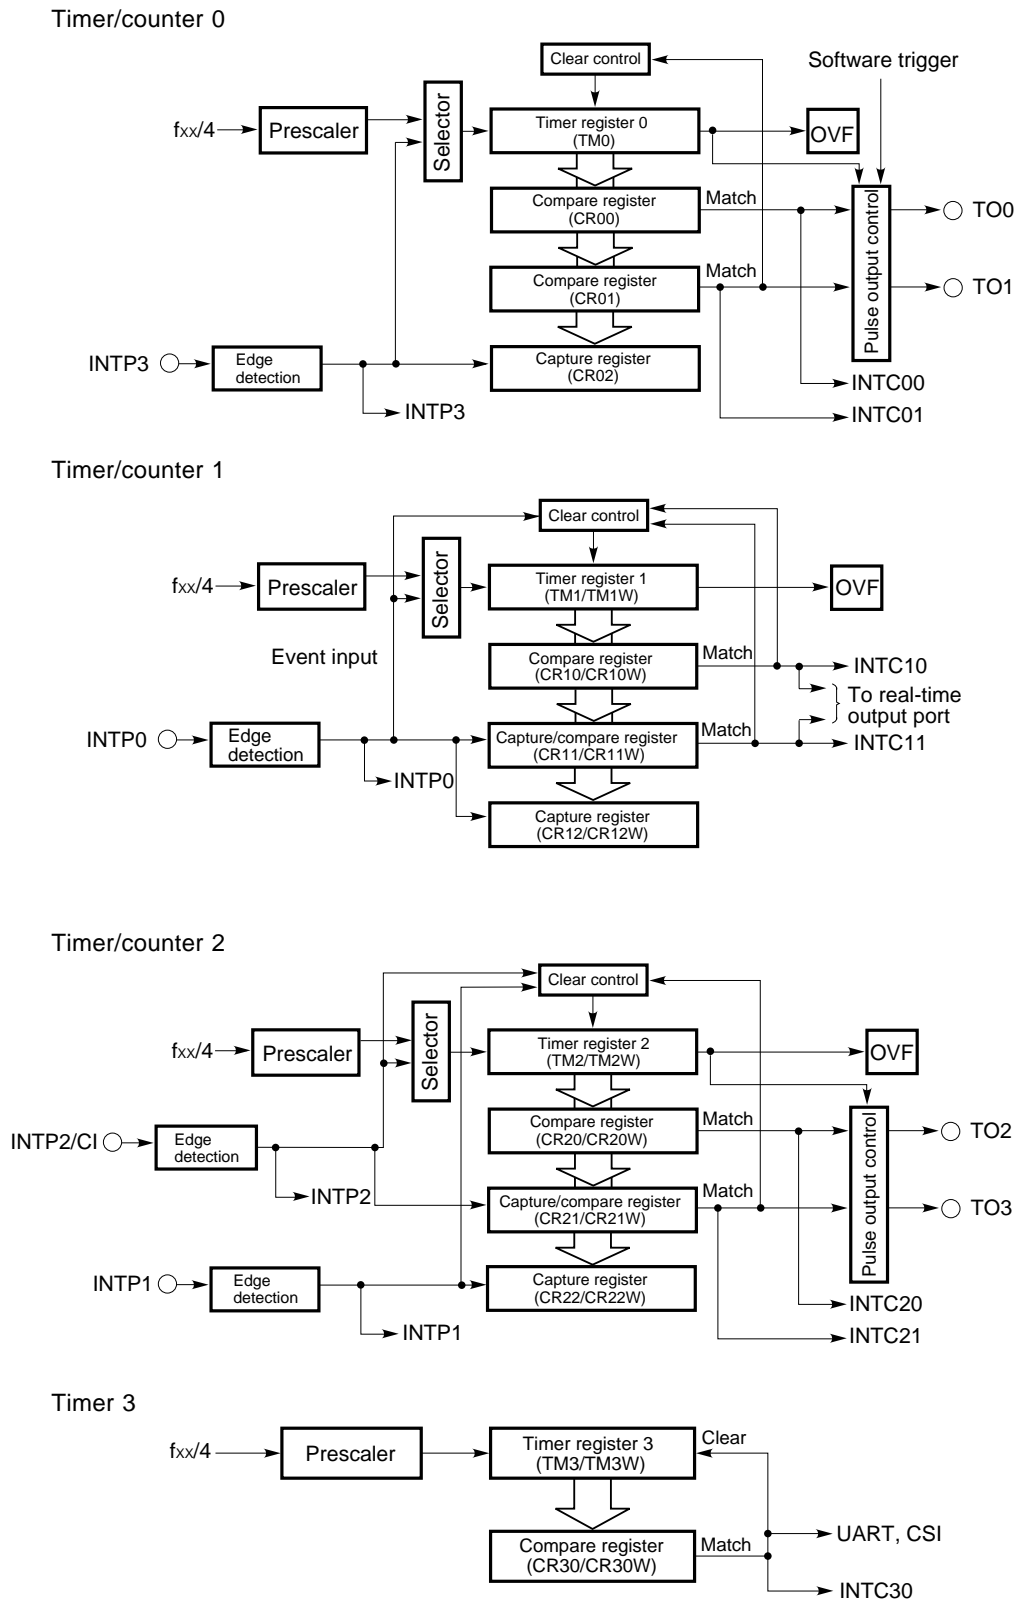 Timer/counter 0
Clear control
Software trigger
fxx/4
Prescaler
Selector
Timer register 0
(TM0)
OVF
Compare register
(CR00)
Match
Pulse output control
TO0
Compare register
(CR01)
Match
TO1
INTP3
Edge
detection
Capture register
(CR02)
INTC00
INTP3
INTC01
Timer/counter 1
Clear control
fxx/4
Prescaler
Selector
Timer register 1
(TM1/TM1W)
OVF
Event input
Compare register
(CR10/CR10W)
Match
INTC10
To real-time
output port
INTP0
Edge
detection
Capture/compare register
(CR11/CR11W)
Match
INTC11
INTP0
Capture register
(CR12/CR12W)
Timer/counter 2
Clear control
fxx/4
Prescaler
Selector
Timer register 2
(TM2/TM2W)
OVF
INTP2/CI
Edge
detection
Compare register
(CR20/CR20W)
Match
Pulse output control
TO2
INTP2
Capture/compare register
(CR21/CR21W)
Match
TO3
INTP1
Edge
detection
Capture register
(CR22/CR22W)
INTC20
INTP1
INTC21
Timer 3
fxx/4
Prescaler
Timer register 3
(TM3/TM3W)
Clear
UART, CSI
Compare register
(CR30/CR30W)
Match
INTC30